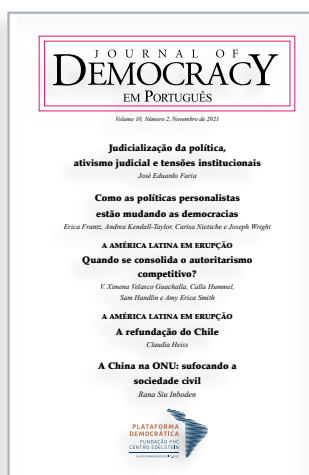 JOURNAL OF
DEMOCRACY
EM PORTUGUÊS
Volume 10, Número 2, Novembro de 2021
Judicialização da política,
ativismo judicial e tensões institucionais
José Eduardo Faria
Como as políticas personalistas
estão mudando as democracias
Erica Frantz, Andrea Kendall-Taylor, Carisa Nietsche e Joseph Wright
A AMÉRICA LATINA EM ERUPÇÃO
Quando se consolida o autoritarismo
competitivo?
V. Ximena Velasco Guachalla, Calla Hummel,
Sam Handlin e Amy Erica Smith
A AMÉRICA LATINA EM ERUPÇÃO
A refundação do Chile
Claudia Heiss
A China na ONU: sufocando a
sociedade civil
Rana Siu Inboden
PLATAFORMA
DEMOCRÁTICA
FUNDAÇÃO FHC
CENTRO EDELSTEIN